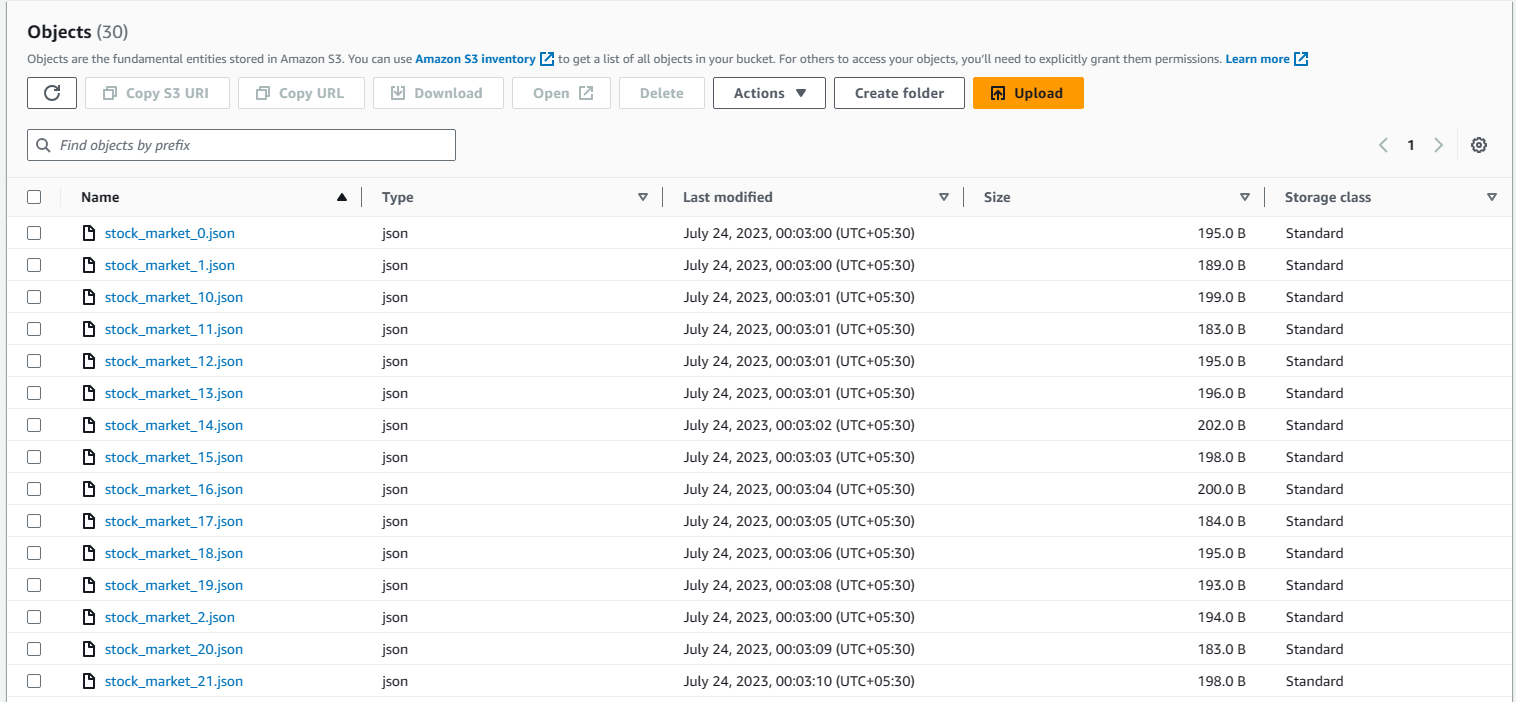 Objects (30)
Objects are the fundamental entities stored in Amazon S3. You can use Amazon S3 inventory to get a list of all objects in your bucket. For others to access your objects, you'll need to explicitly grant them permissions. Learn more
Copy S3 URI Copy URL Download Open Delete Actions Create folder Upload
Find objects by prefix 1
Name Type Last modified Size Storage class
stock_market_0.json json July 24, 2023, 00:03:00 (UTC+05:30) 195.0 B Standard
stock_market_1.json json July 24, 2023, 00:03:00 (UTC+05:30) 189.0 B Standard
stock_market_10.json json July 24, 2023, 00:03:01 (UTC+05:30) 199.0 B Standard
stock_market_11.json json July 24, 2023, 00:03:01 (UTC+05:30) 183.0 B Standard
stock_market_12.json json July 24, 2023, 00:03:01 (UTC+05:30) 195.0 B Standard
stock_market_13.json json July 24, 2023, 00:03:01 (UTC+05:30) 196.0 B Standard
stock_market_14.json json July 24, 2023, 00:03:02 (UTC+05:30) 202.0 B Standard
stock_market_15.json json July 24, 2023, 00:03:03 (UTC+05:30) 198.0 B Standard
stock_market_16.json json July 24, 2023, 00:03:04 (UTC+05:30) 200.0 B Standard
stock_market_17.json json July 24, 2023, 00:03:05 (UTC+05:30) 184.0 B Standard
stock_market_18.json json July 24, 2023, 00:03:06 (UTC+05:30) 195.0 B Standard
stock_market_19.json json July 24, 2023, 00:03:08 (UTC+05:30) 193.0 B Standard
stock_market_2.json json July 24, 2023, 00:03:00 (UTC+05:30) 194.0 B Standard
stock_market_20.json json July 24, 2023, 00:03:09 (UTC+05:30) 183.0 B Standard
stock_market_21.json json July 24, 2023, 00:03:10 (UTC+05:30) 198.0 B Standard